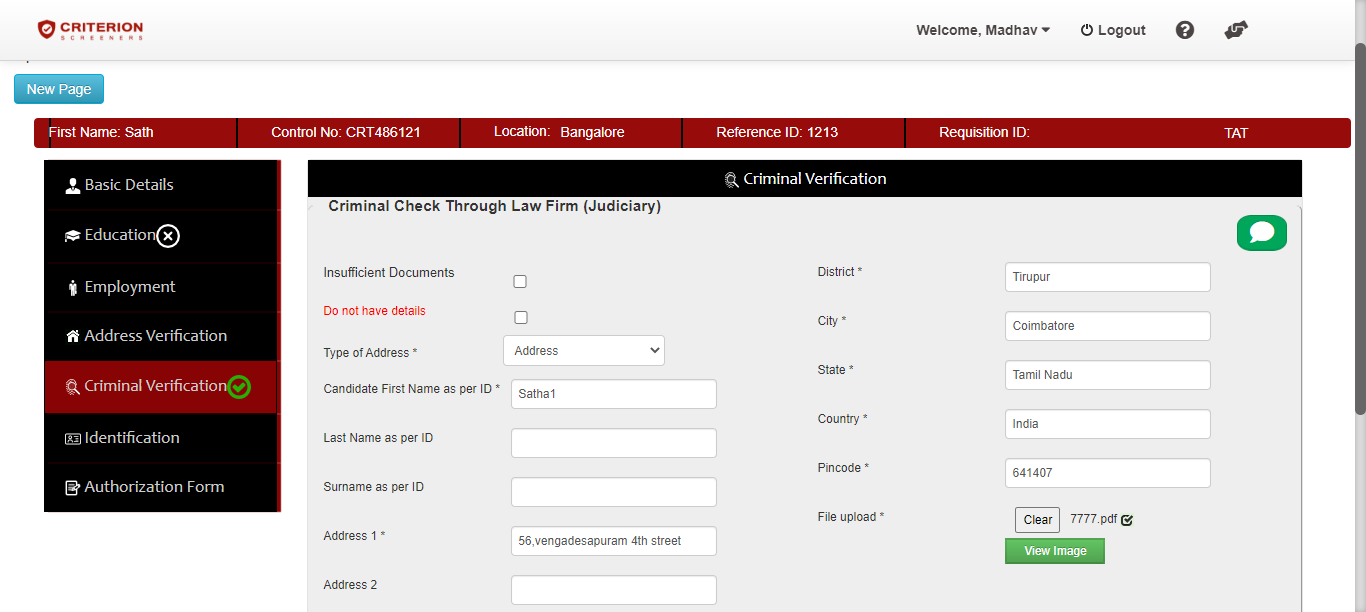 CRITERION
SCREENERS
Welcome, Madhav
Logout
New Page
First Name: Sath
Control No: CRT486121
Location: Bangalore
Reference ID: 1213
Requisition ID:
TAT
Basic Details
Education
Employment
Address Verification
Criminal Verification
Identification
Authorization Form
Criminal Verification
Criminal Check Through Law Firm (Judiciary)
Insufficient Documents
Do not have details
Type of Address * Address
Candidate First Name as per ID * Satha1
Last Name as per ID
Surname as per ID
Address 1 * 56,vengadesapuram 4th street
Address 2
District * Tirupur
City * Coimbatore
State * Tamil Nadu
Country * India
Pincode * 641407
File upload * Clear 7777.pdf
View Image